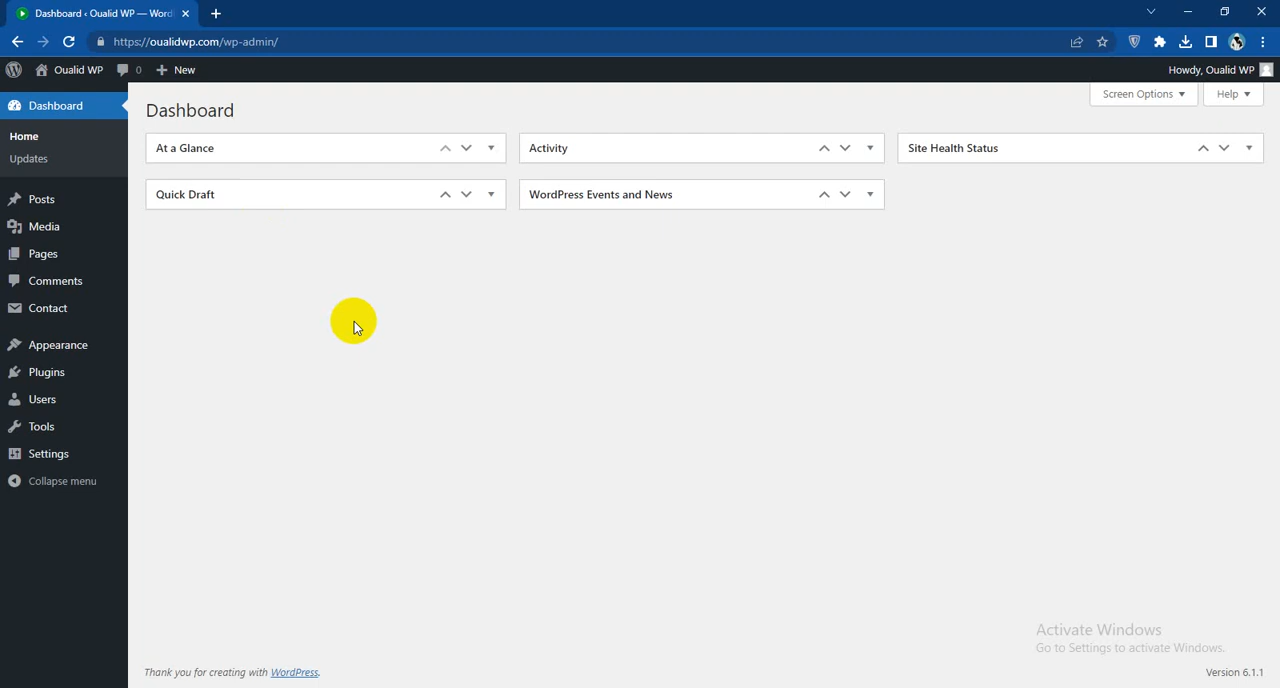 Dashboard ‹ Oualid WP — Word
https://oualidwp.com/wp-admin/
Oualid WP
0
New
Howdy, Oualid WP
Dashboard
Home
Updates
Posts
Media
Pages
Comments
Contact
Appearance
Plugins
Users
Tools
Settings
Collapse menu
Screen Options
Help
Dashboard
At a Glance
Activity
Site Health Status
Quick Draft
WordPress Events and News
Activate Windows
Go to Settings to activate Windows.
Thank you for creating with WordPress.
Version 6.1.1